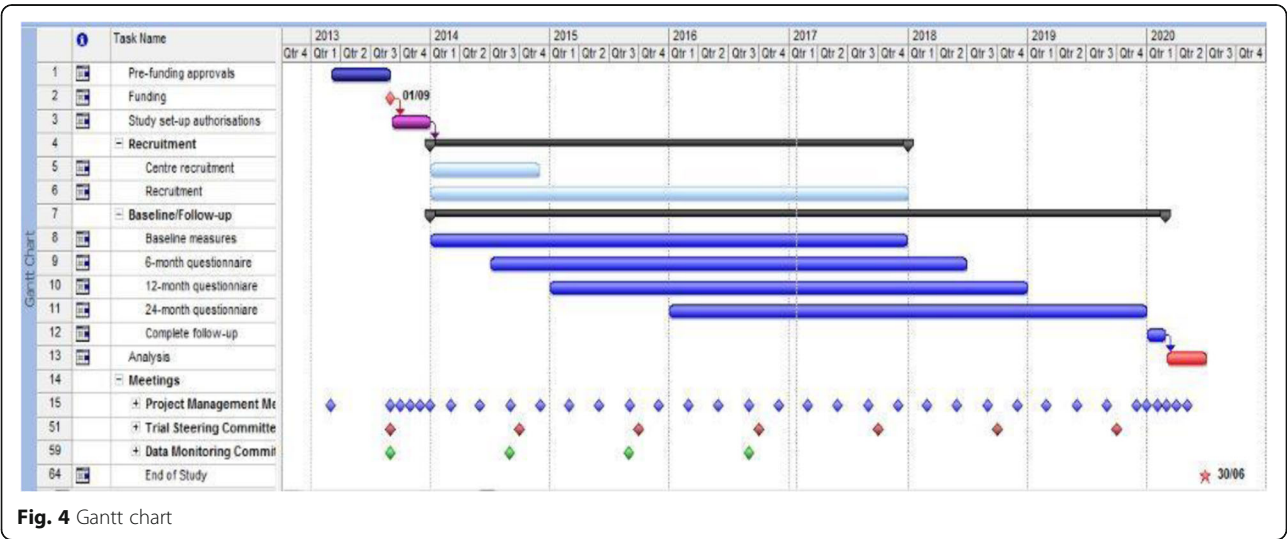 Gantt Chart
Task Name
2013 2014 2015 2016 2017 2018 2019 2020
Qtr 4 Qtr 1 Qtr 2 Qtr 3 Qtr 4 Qtr 1 Qtr 2 Qtr 3 Qtr 4 Qtr 1 Qtr 2 Qtr 3 Qtr 4 Qtr 1 Qtr 2 Qtr 3 Qtr 4 Qtr 1 Qtr 2 Qtr 3 Qtr 4 Qtr 1 Qtr 2 Qtr 3 Qtr 4 Qtr 1 Qtr 2 Qtr 3 Qtr 4 Qtr 1 Qtr 2 Qtr 3 Qtr 4
1 Pre-funding approvals
2 Funding 01/09
3 Study set-up authorisations
4 Recruitment
5 Centre recruitment
6 Recruitment
7 Baseline/Follow-up
8 Baseline measures
9 6-month questionnaire
10 12-month questionniare
11 24-month questionniare
12 Complete follow-up
13 Analysis
14 Meetings
15 Project Management Me
51 Trial Steering Committe
59 Data Monitoring Commit
64 End of Study 30/06
Fig. 4 Gantt chart